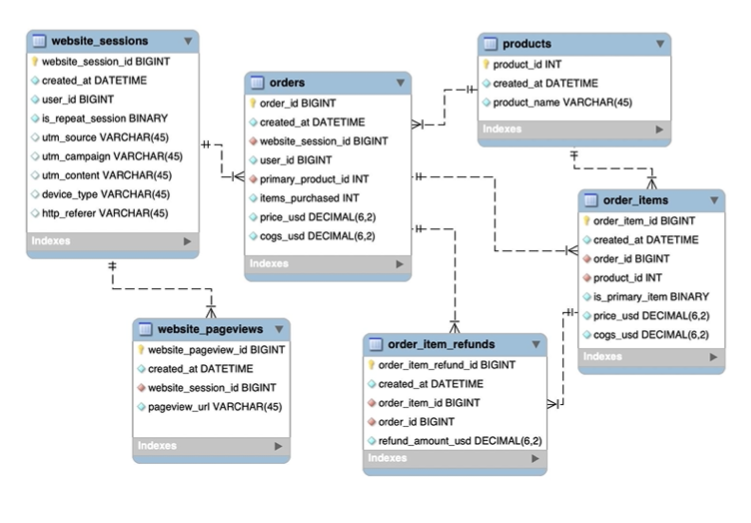 website_sessions
website_session_id BIGINT
created_at DATETIME
user_id BIGINT
is_repeat_session BINARY
utm_source VARCHAR(45)
utm_campaign VARCHAR(45)
utm_content VARCHAR(45)
device_type VARCHAR(45)
http_referer VARCHAR(45)
Indexes
orders
order_id BIGINT
created_at DATETIME
website_session_id BIGINT
user_id BIGINT
primary_product_id INT
items_purchased INT
price_usd DECIMAL(6,2)
cogs_usd DECIMAL(6,2)
Indexes
products
product_id INT
created_at DATETIME
product_name VARCHAR(45)
Indexes
order_items
order_item_id BIGINT
created_at DATETIME
order_id BIGINT
product_id INT
is_primary_item BINARY
price_usd DECIMAL(6,2)
cogs_usd DECIMAL(6,2)
Indexes
website_pageviews
website_pageview_id BIGINT
created_at DATETIME
website_session_id BIGINT
pageview_url VARCHAR(45)
Indexes
order_item_refunds
order_item_refund_id BIGINT
created_at DATETIME
order_item_id BIGINT
order_id BIGINT
refund_amount_usd DECIMAL(6,2)
Indexes